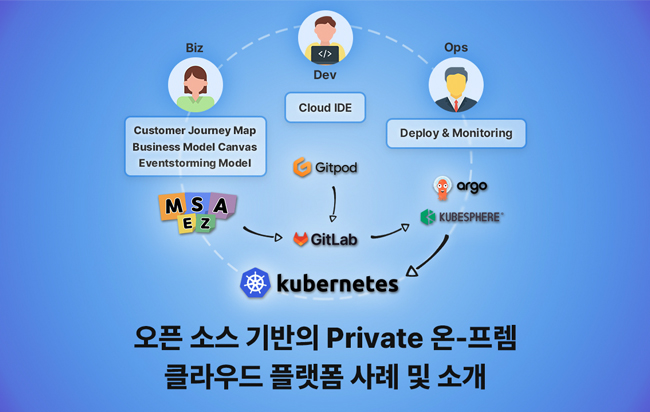 Biz
Dev
Ops
</>
Cloud IDE
Customer Journey Map
Business Model Canvas
Eventstorming Model
Deploy & Monitoring
Gitpod
MSA
EZ
GitLab
argo
KUBESPHERE
kubernetes
오픈 소스 기반의 Private 온-프렘
클라우드 플랫폼 사례 및 소개